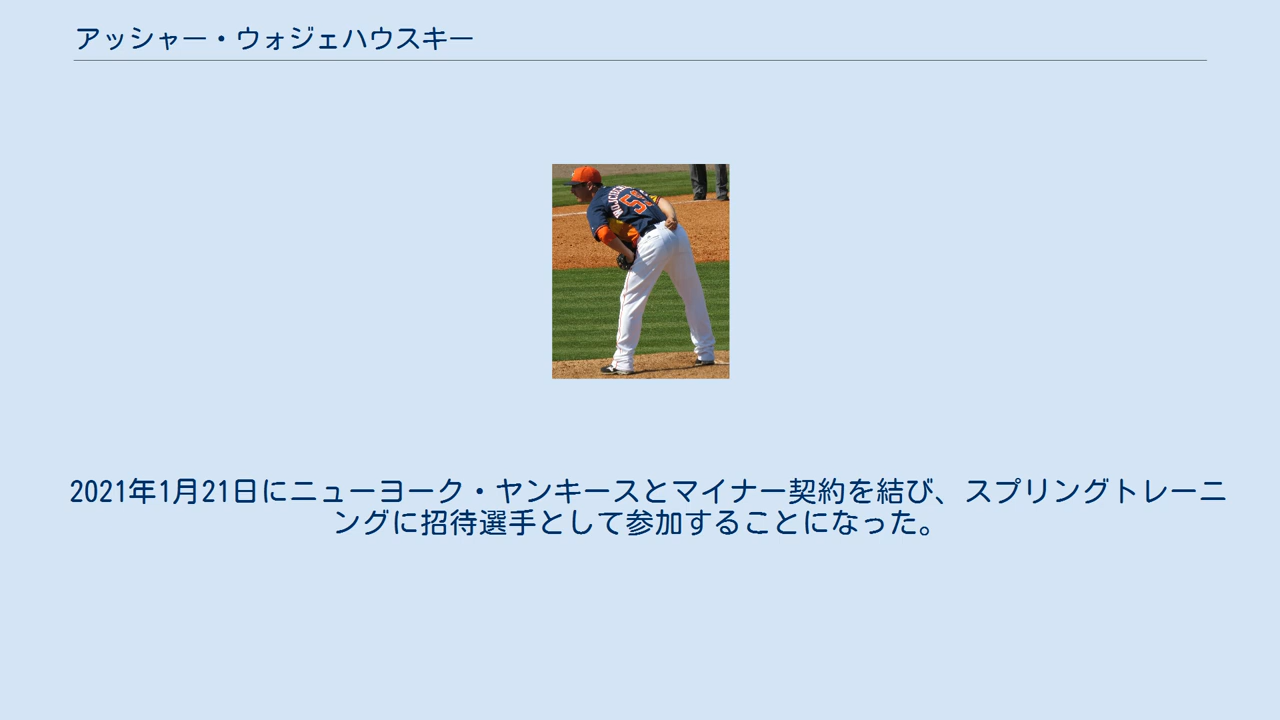 アッシャー・ウォジェハウスキー
2021年1月21日にニューヨーク・ヤンキースとマイナー契約を結び、スプリングトレーニ
ングに招待選手として参加することになった。